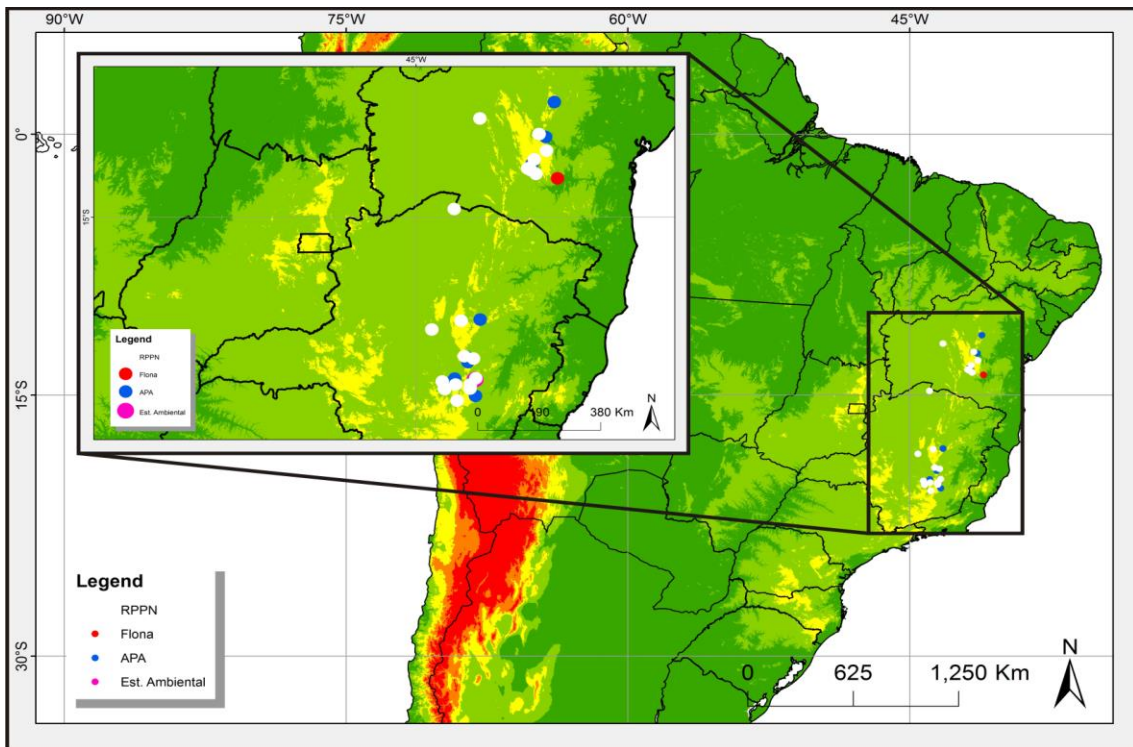 90°W 75°W 60°W 45°W
45°W
0°
15°S
Legend
RPPN
Flona
APA
Est. Ambiental
0 90 380 Km
N
15°S
30°S
Legend
RPPN
Flona
APA
Est. Ambiental
N
0 625 1,250 Km